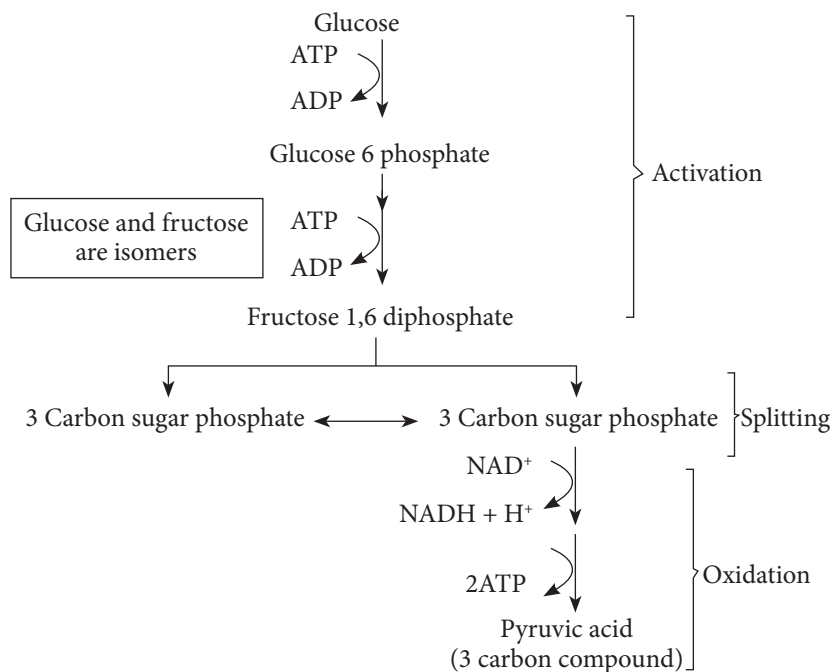 Glucose
ATP
ADP
Glucose 6 phosphate
Activation
Glucose and fructose
are isomers
ATP
ADP
Fructose 1,6 diphosphate
3 Carbon sugar phosphate
3 Carbon sugar phosphate
Splitting
NAD⁺
NADH + H⁺
Oxidation
2ATP
Pyruvic acid
(3 carbon compound)